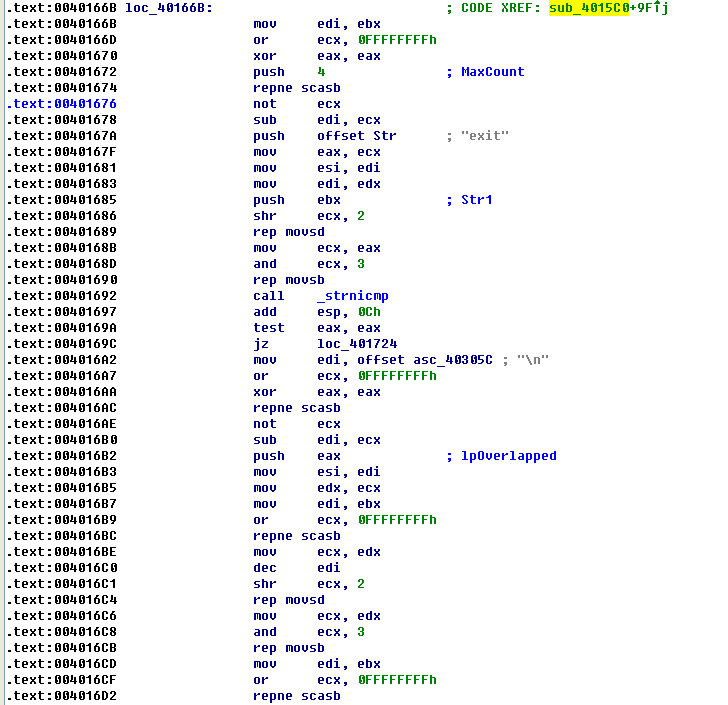 .text:0040166B loc_40166B: ; CODE XREF: sub_4015C0+9F↑j
.text:0040166B mov edi, ebx
.text:0040166D or ecx, 0FFFFFFFFh
.text:00401670 xor eax, eax
.text:00401672 push 4 ; MaxCount
.text:00401674 repne scasb
.text:00401676 not ecx
.text:00401678 sub edi, ecx
.text:0040167A push offset Str ; "exit"
.text:0040167F mov eax, ecx
.text:00401681 mov esi, edi
.text:00401683 mov edi, edx
.text:00401685 push ebx ; Str1
.text:00401686 shr ecx, 2
.text:00401689 rep movsd
.text:0040168B mov ecx, eax
.text:0040168D and ecx, 3
.text:00401690 rep movsb
.text:00401692 call _strnicmp
.text:00401697 add esp, 0Ch
.text:0040169A test eax, eax
.text:0040169C jz loc_401724
.text:004016A2 mov edi, offset asc_40305C ; "\n"
.text:004016A7 or ecx, 0FFFFFFFFh
.text:004016AA xor eax, eax
.text:004016AC repne scasb
.text:004016AE not ecx
.text:004016B0 sub edi, ecx
.text:004016B2 push eax ; lpOverlapped
.text:004016B3 mov esi, edi
.text:004016B5 mov edx, ecx
.text:004016B7 mov edi, ebx
.text:004016B9 or ecx, 0FFFFFFFFh
.text:004016BC repne scasb
.text:004016BE mov ecx, edx
.text:004016C0 dec edi
.text:004016C1 shr ecx, 2
.text:004016C4 rep movsd
.text:004016C6 mov ecx, edx
.text:004016C8 and ecx, 3
.text:004016CB rep movsb
.text:004016CD mov edi, ebx
.text:004016CF or ecx, 0FFFFFFFFh
.text:004016D2 repne scasb